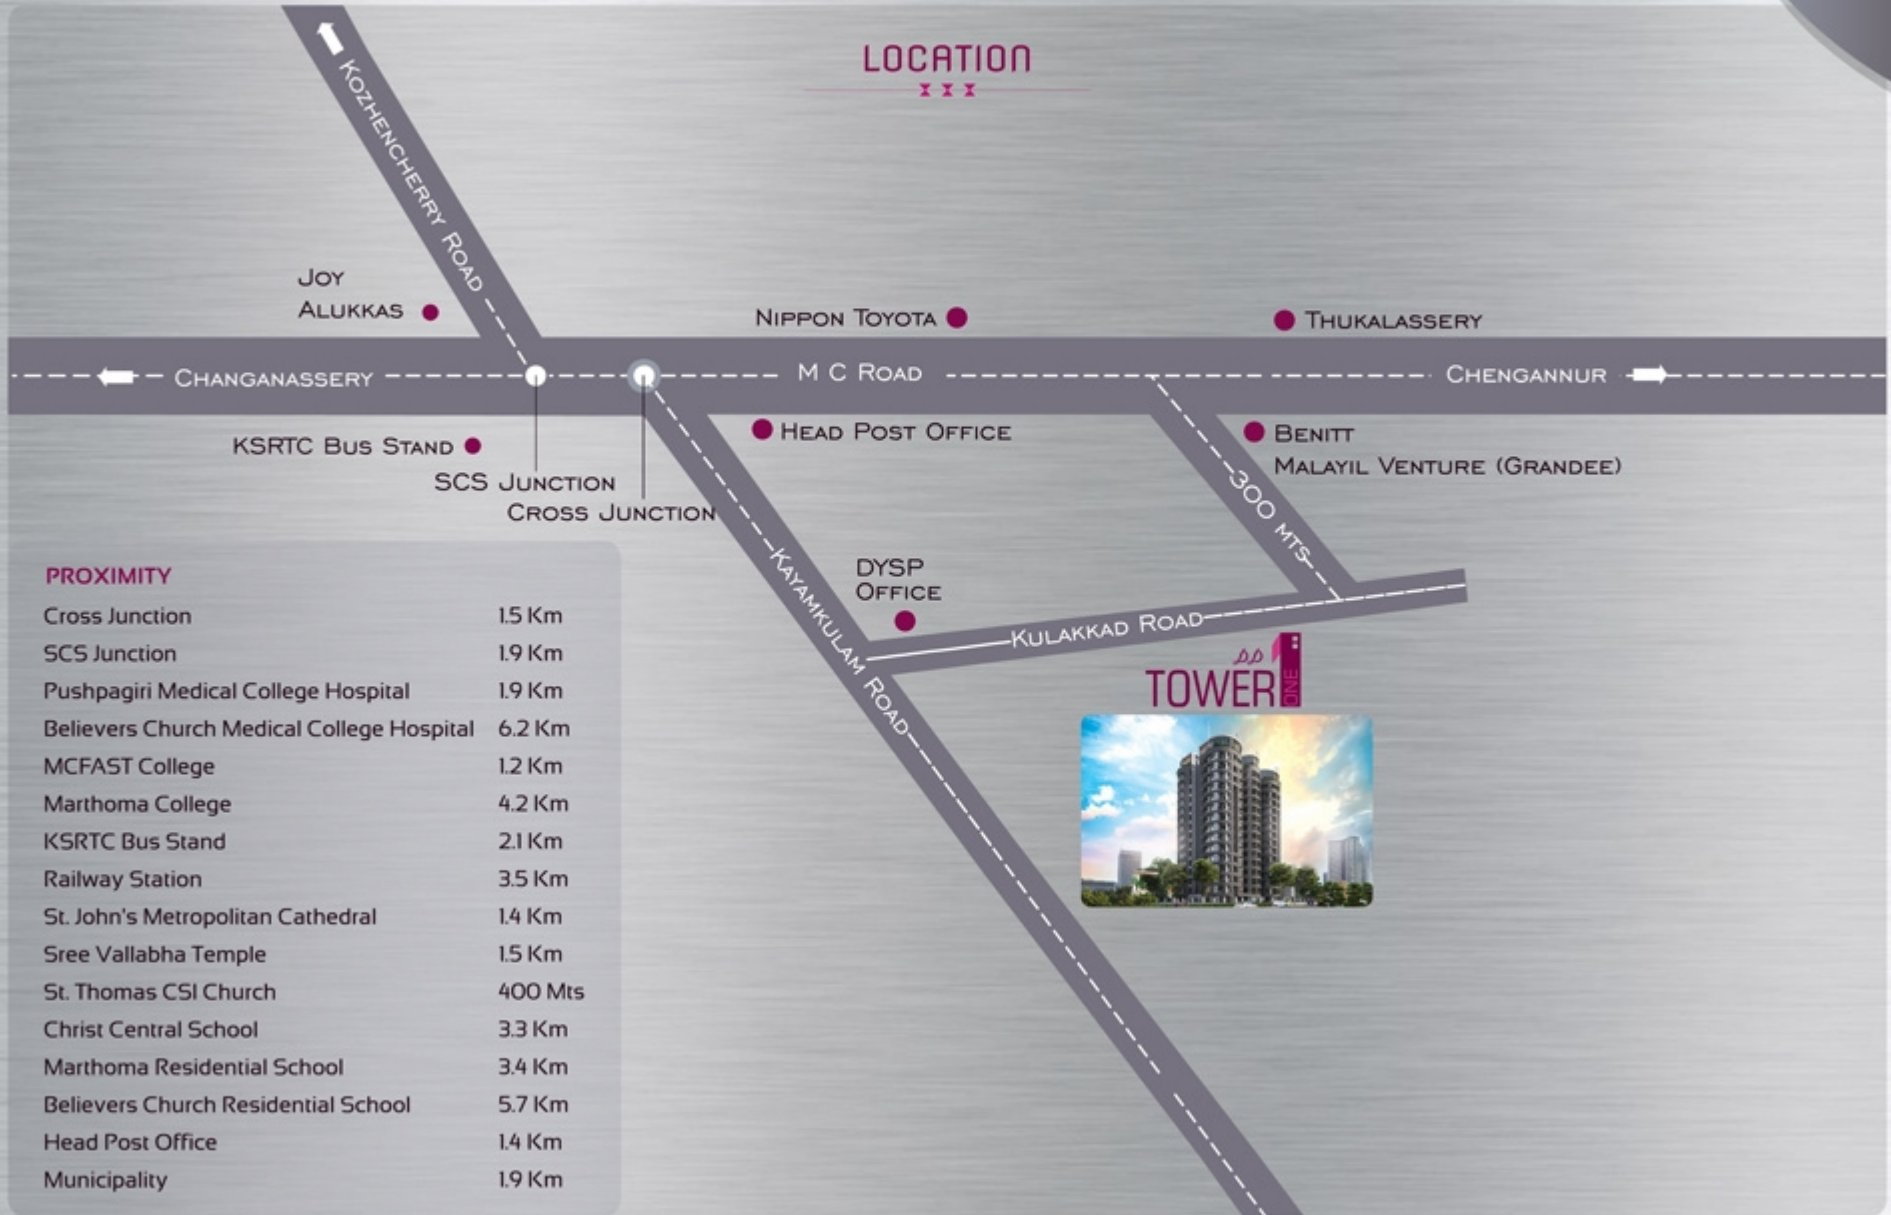 LOCATION
KOZHENCHERRY ROAD
JOY
ALUKKAS
NIPPON TOYOTA
THUKALASSERY
CHANGANASSERY
M C ROAD
CHENGANNUR
KSRTC BUS STAND
HEAD POST OFFICE
BENITT
MALAYIL VENTURE (GRANDEE)
SCS JUNCTION
CROSS JUNCTION
300 MTS
KAYAMKULAM ROAD
DYSP
OFFICE
KULAKKAD ROAD
TOWER ONE
PROXIMITY
Cross Junction 1.5 Km
SCS Junction 1.9 Km
Pushpagiri Medical College Hospital 1.9 Km
Believers Church Medical College Hospital 6.2 Km
MCFAST College 1.2 Km
Marthoma College 4.2 Km
KSRTC Bus Stand 2.1 Km
Railway Station 3.5 Km
St. John's Metropolitan Cathedral 1.4 Km
Sree Vallabha Temple 1.5 Km
St. Thomas CSI Church 400 Mts
Christ Central School 3.3 Km
Marthoma Residential School 3.4 Km
Believers Church Residential School 5.7 Km
Head Post Office 1.4 Km
Municipality 1.9 Km